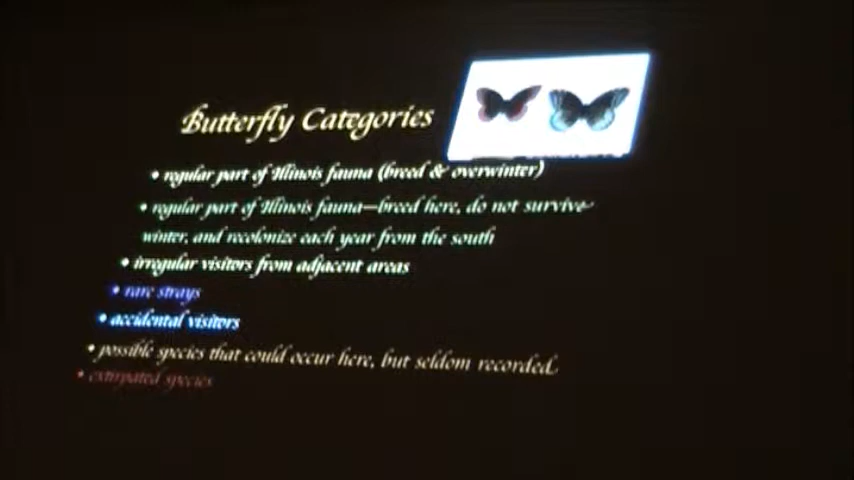 Butterfly Categories
• regular part of Illinois fauna (breed & overwinter)
• regular part of Illinois fauna—breed here, do not survive
winter, and recolonize each year from the south
• irregular visitors from adjacent areas
• rare strays
• accidental visitors
• possible species that could occur here, but seldom recorded.
• extirpated species